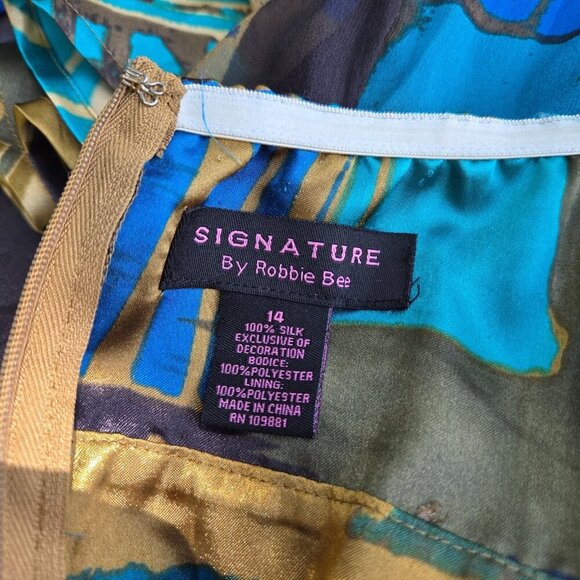 SIGNATURE
By Robbie Bee
14
100% SILK
EXCLUSIVE OF
DECORATION
BODICE:
100%POLYESTER
LINING:
100%POLYESTER
MADE IN CHINA
RN 109881